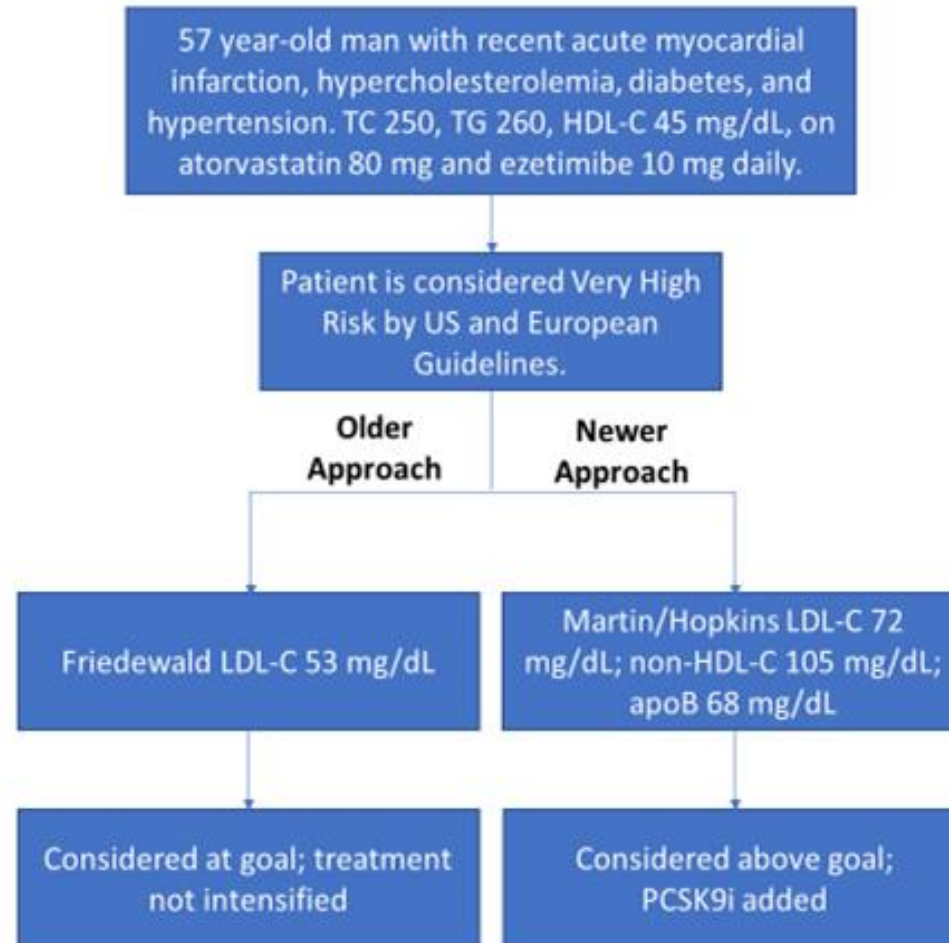 57 year-old man with recent acute myocardial
infarction, hypercholesterolemia, diabetes, and
hypertension. TC 250, TG 260, HDL-C 45 mg/dL, on
atorvastatin 80 mg and ezetimibe 10 mg daily.
Patient is considered Very High
Risk by US and European
Guidelines.
Older
Approach
Newer
Approach
Friedewald LDL-C 53 mg/dL
Martin/Hopkins LDL-C 72
mg/dL; non-HDL-C 105 mg/dL;
apoB 68 mg/dL
Considered at goal; treatment
not intensified
Considered above goal;
PCSK9i added